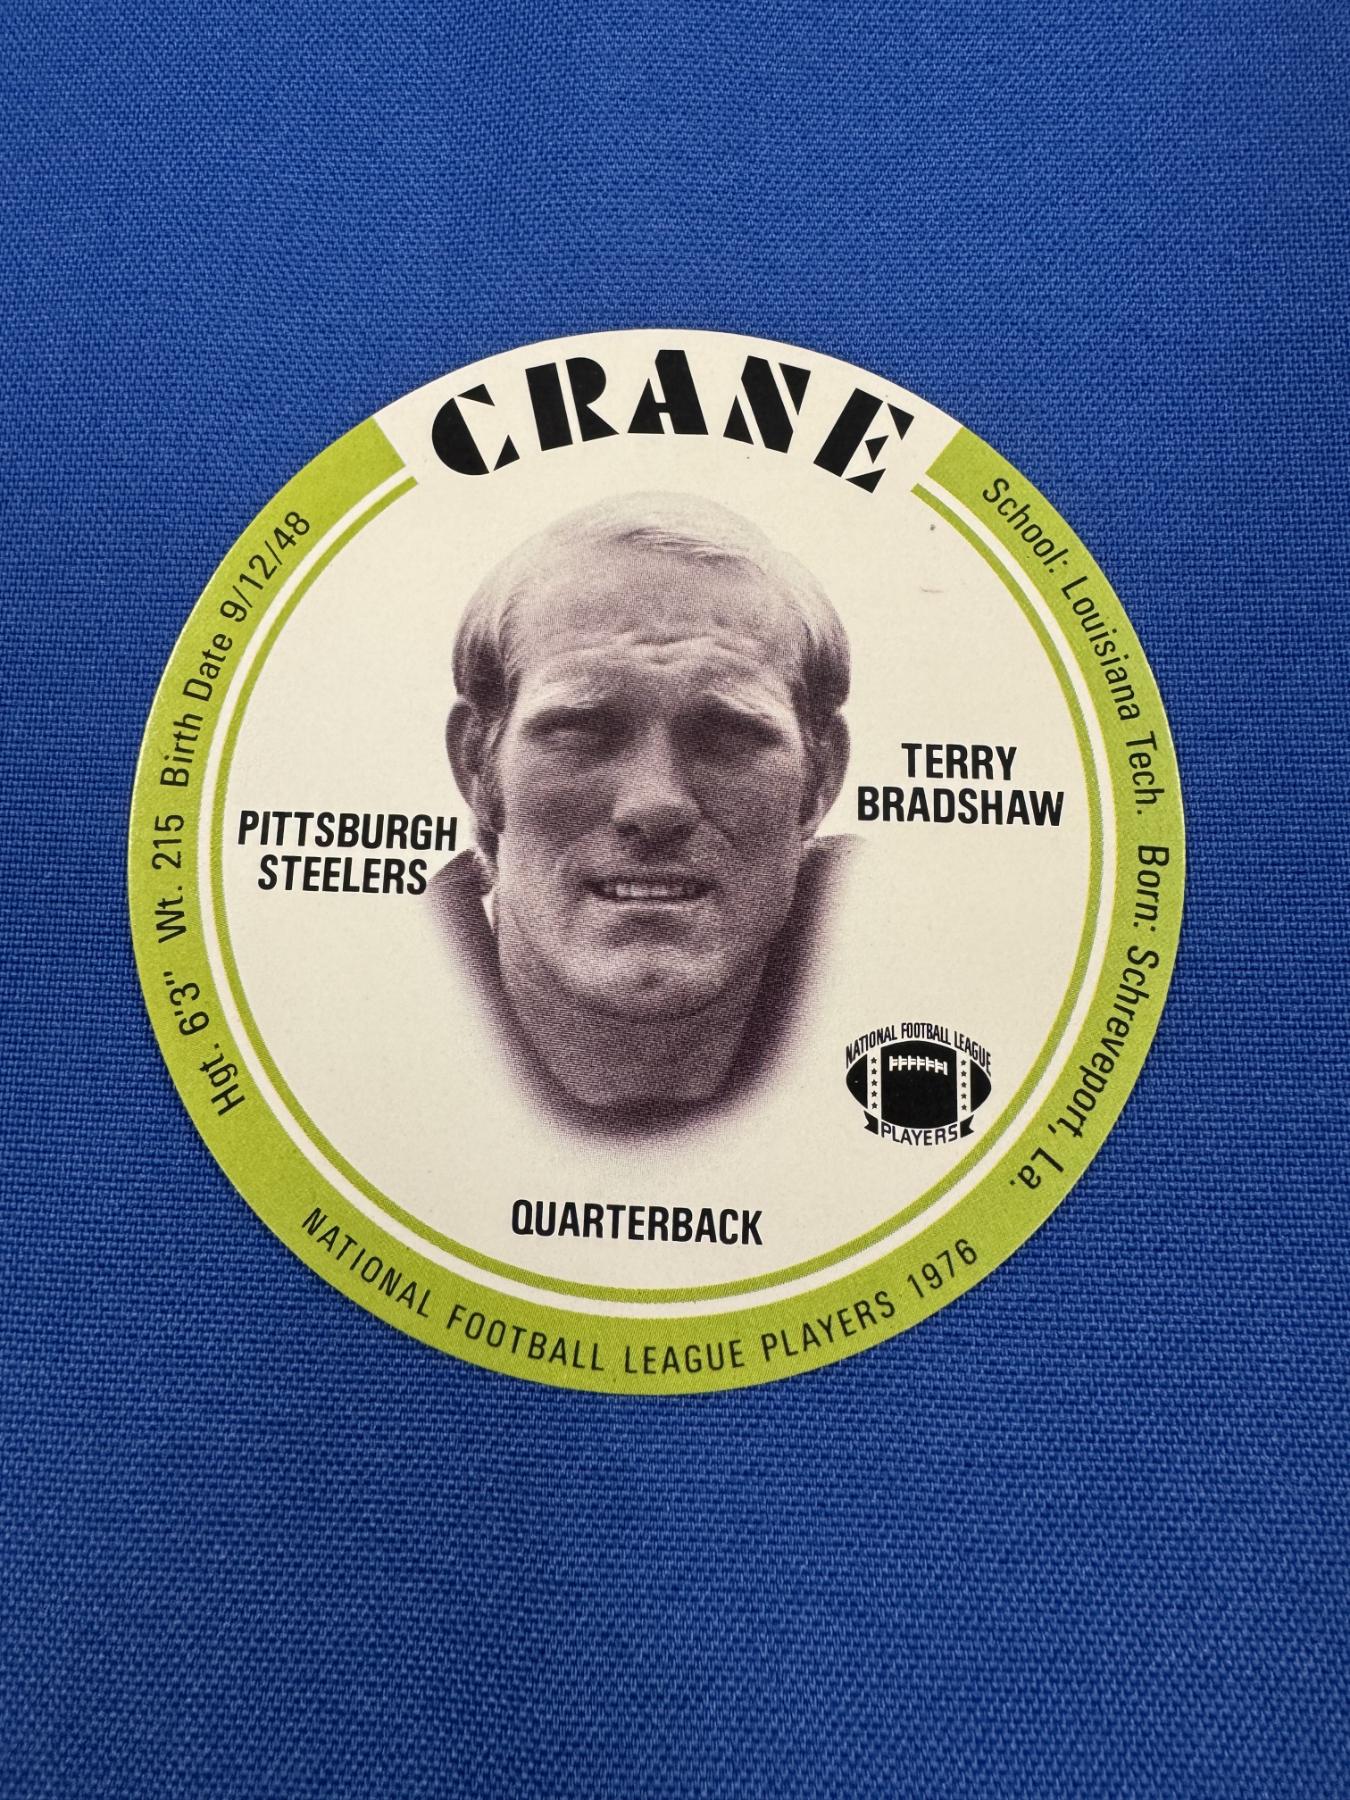 CRANE
Hgt. 6'3" Wt. 215 Birth Date 9/12/48
School: Louisiana Tech. Born: Schreveport, La.
TERRY
BRADSHAW
PITTSBURGH
STEELERS
NATIONAL FOOTBALL LEAGUE
PLAYERS
QUARTERBACK
NATIONAL FOOTBALL LEAGUE PLAYERS 1976